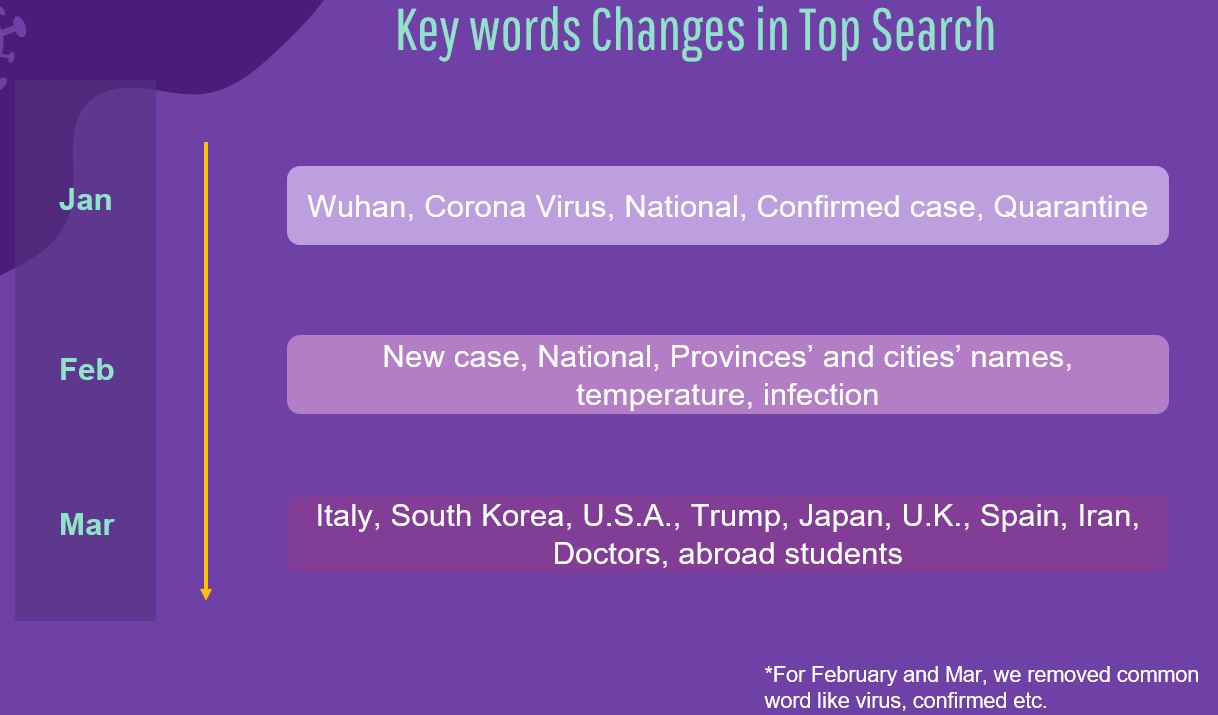 Key words Changes in Top Search
Jan
Wuhan, Corona Virus, National, Confirmed case, Quarantine
Feb
New case, National, Provinces’ and cities’ names,
temperature, infection
Mar
Italy, South Korea, U.S.A., Trump, Japan, U.K., Spain, Iran,
Doctors, abroad students
*For February and Mar, we removed common
word like virus, confirmed etc.